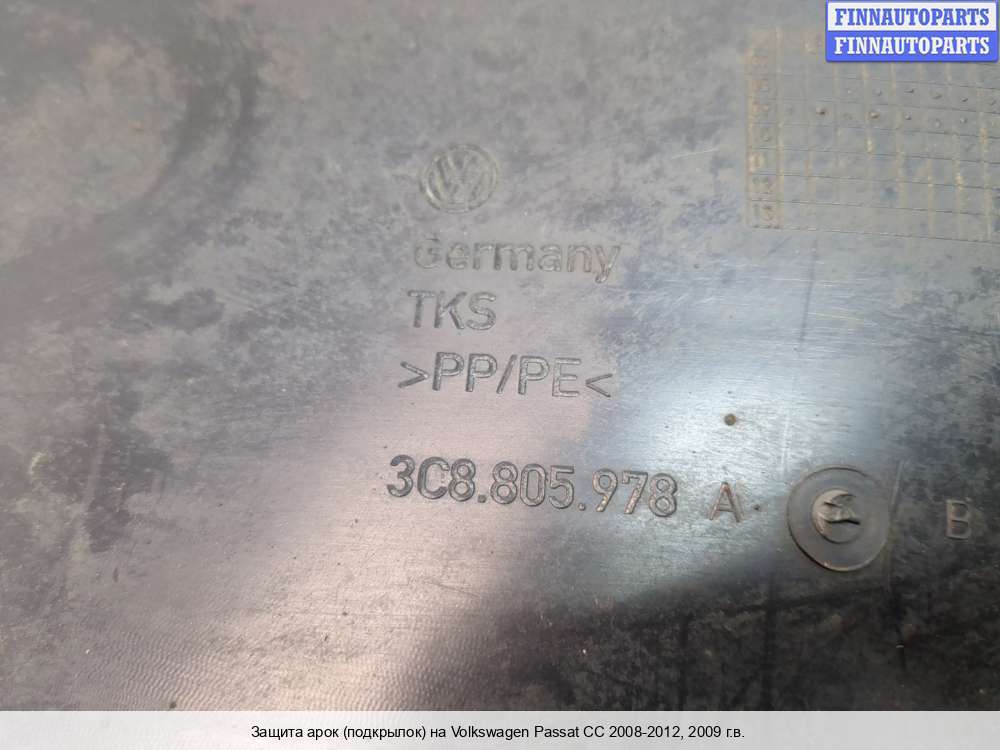 FINNAUTOPARTS
FINNAUTOPARTS
Germany
TKS
>PP/PE<
3C8.805.978 A B
Защита арок (подкрылок) на Volkswagen Passat CC 2008-2012, 2009 г.в.